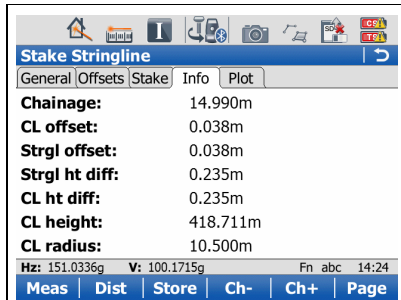 Stake Stringline
General Offsets Stake Info Plot
Chainage: 14.990m
CL offset: 0.038m
Strgl offset: 0.038m
Strgl ht diff: 0.235m
CL ht diff: 0.235m
CL height: 418.711m
CL radius: 10.500m
Hz: 151.0336g V: 100.1715g Fn abc 14:24
Meas Dist Store Ch- Ch+ Page